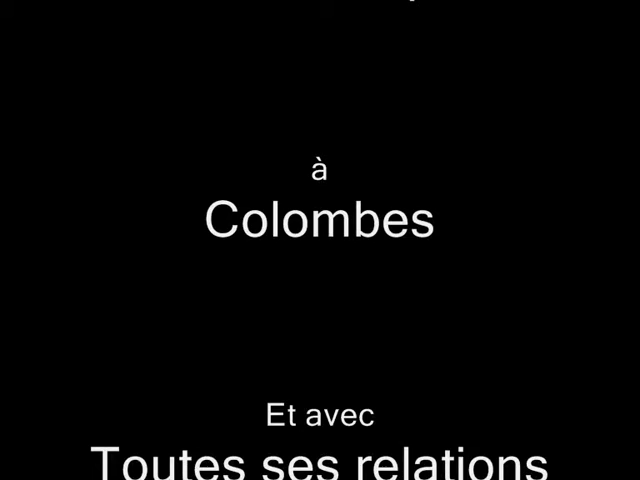 à
Colombes
Et avec
Toutes ses relations